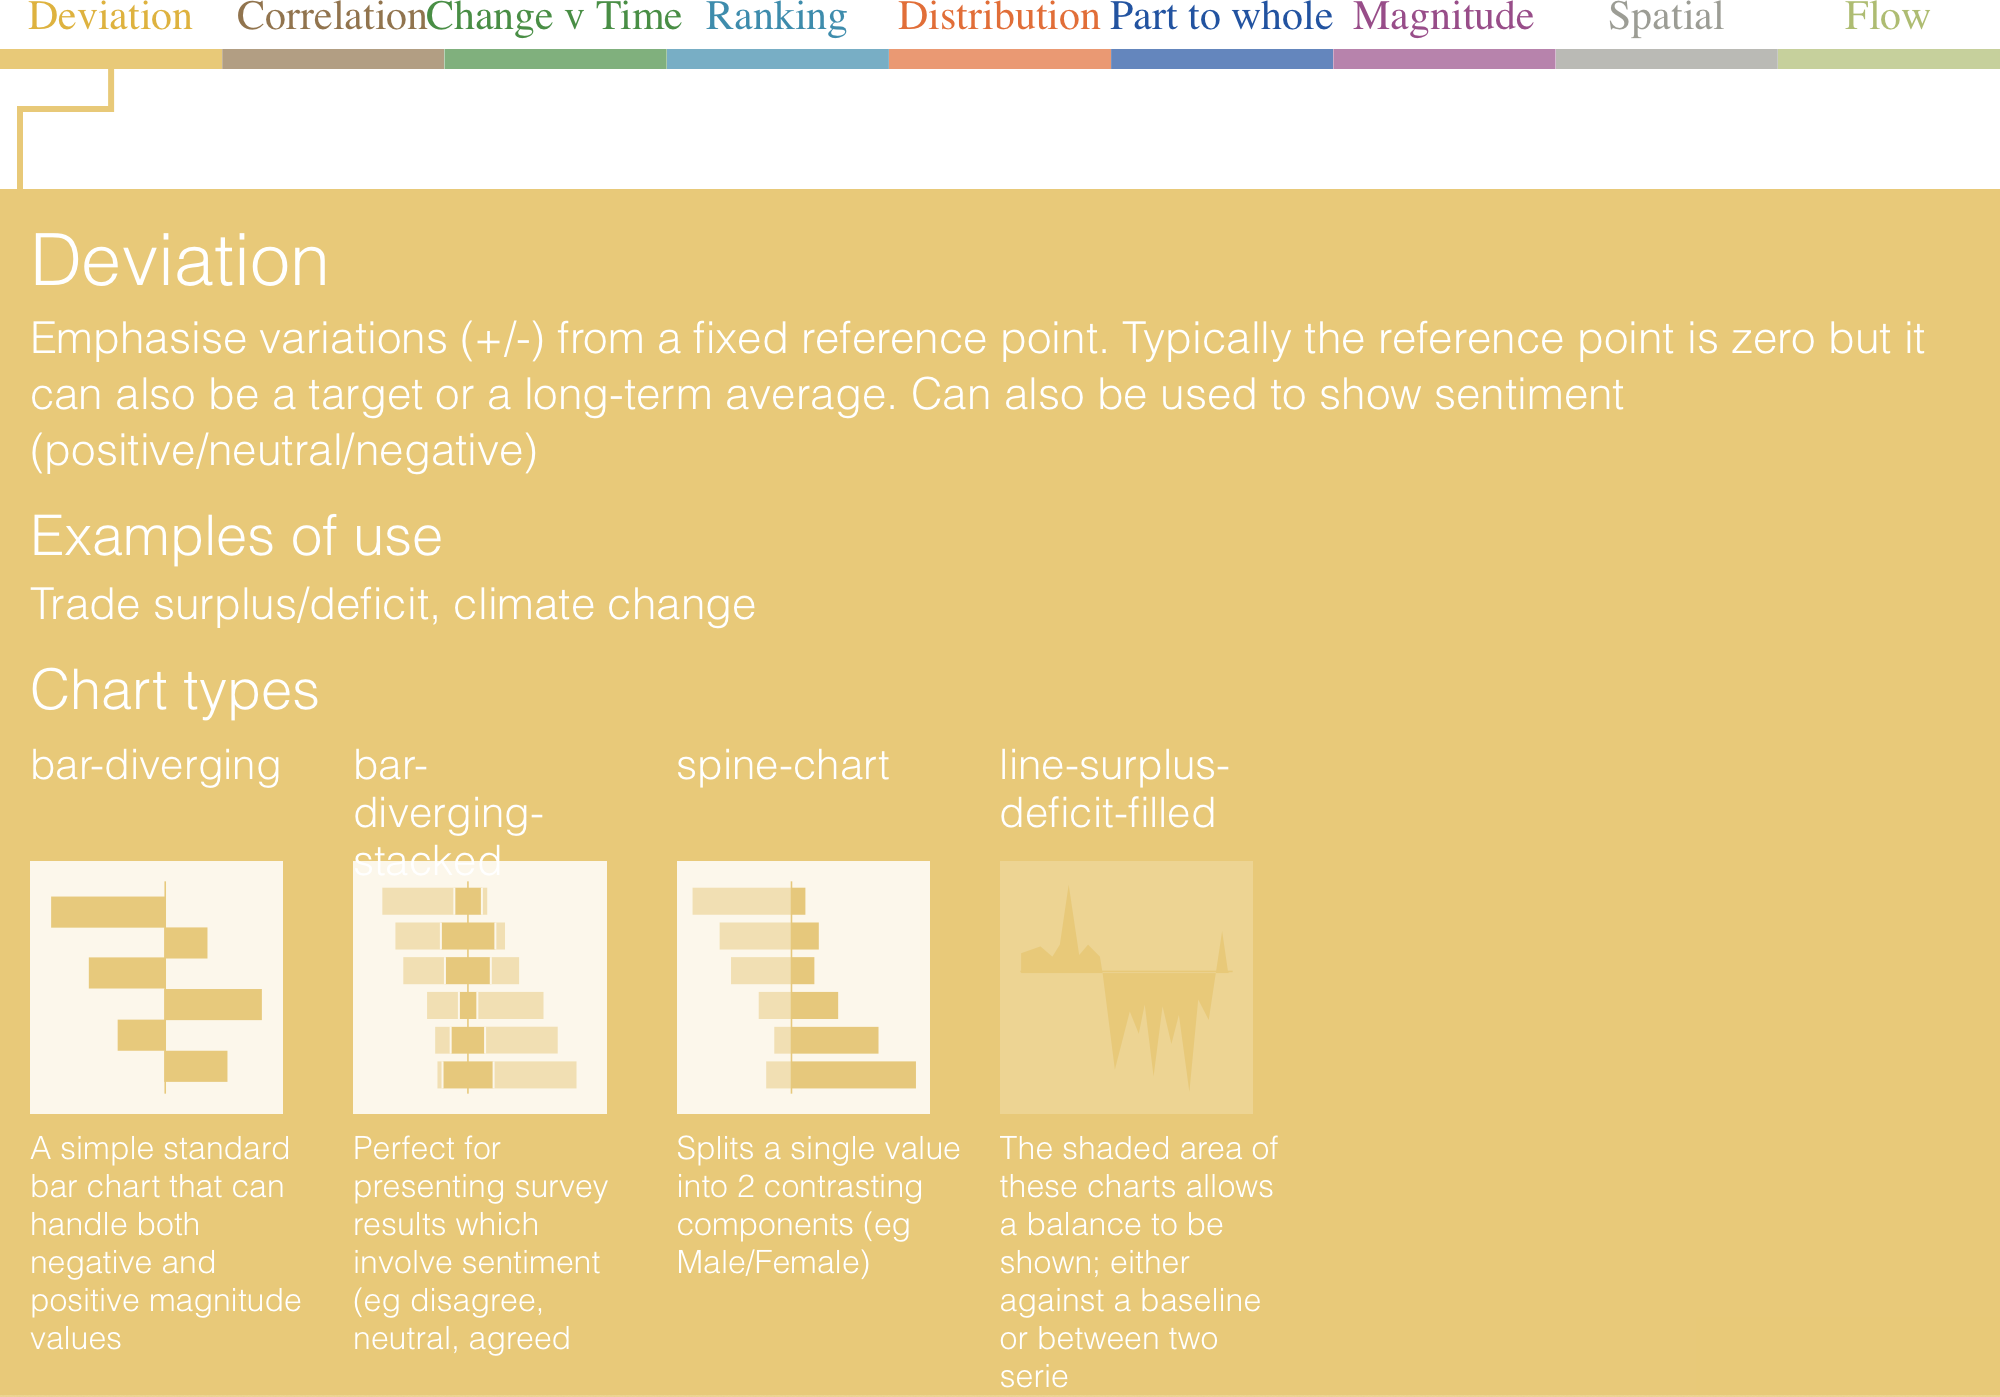 Deviation Correlation Change v Time Ranking Distribution Part to whole Magnitude Spatial Flow
Deviation
Emphasise variations (+/-) from a fixed reference point. Typically the reference point is zero but it
can also be a target or a long-term average. Can also be used to show sentiment
(positive/neutral/negative)
Examples of use
Trade surplus/deficit, climate change
Chart types
bar-diverging
bar-
diverging-
stacked
spine-chart
line-surplus-
deficit-filled
A simple standard
bar chart that can
handle both
negative and
positive magnitude
values
Perfect for
presenting survey
results which
involve sentiment
(eg disagree,
neutral, agreed
Splits a single value
into 2 contrasting
components (eg
Male/Female)
The shaded area of
these charts allows
a balance to be
shown; either
against a baseline
or between two
serie